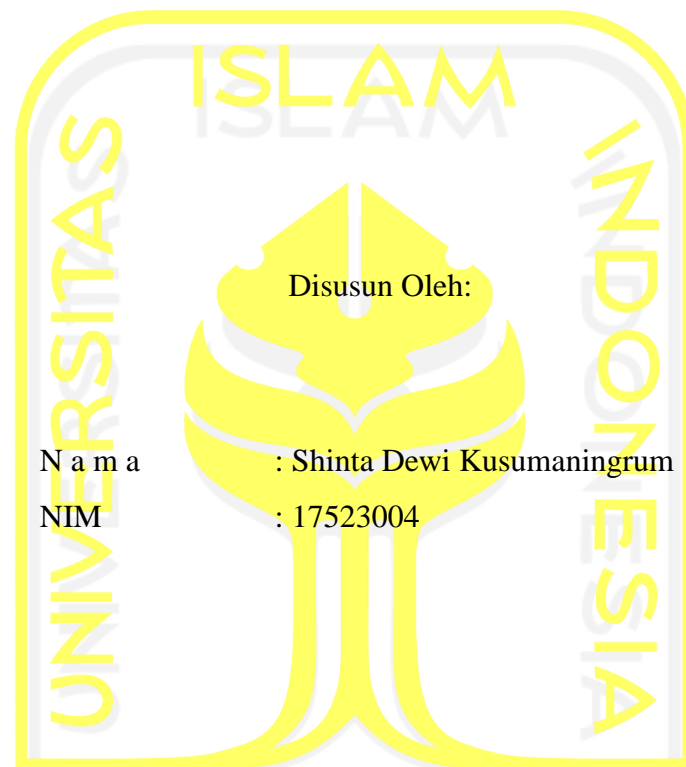 ISLAM
UNIVERSITAS
INDONESIA
Disusun Oleh:
N a m a : Shinta Dewi Kusumaningrum
NIM : 17523004